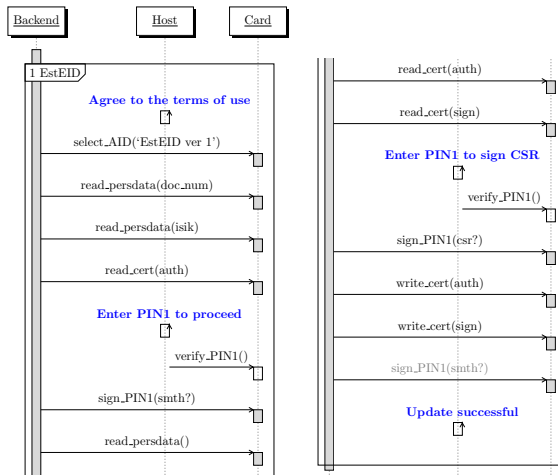 Backend
Host
Card
1 EstEID
Agree to the terms of use
select_AID(‘EstEID ver 1’)
read_persdata(doc_num)
read_persdata(isik)
read_cert(auth)
Enter PIN1 to proceed
verify_PIN1()
sign_PIN1(smth?)
read_persdata()
read_cert(auth)
read_cert(sign)
Enter PIN1 to sign CSR
verify_PIN1()
sign_PIN1(csr?)
write_cert(auth)
write_cert(sign)
sign_PIN1(smth?)
Update successful